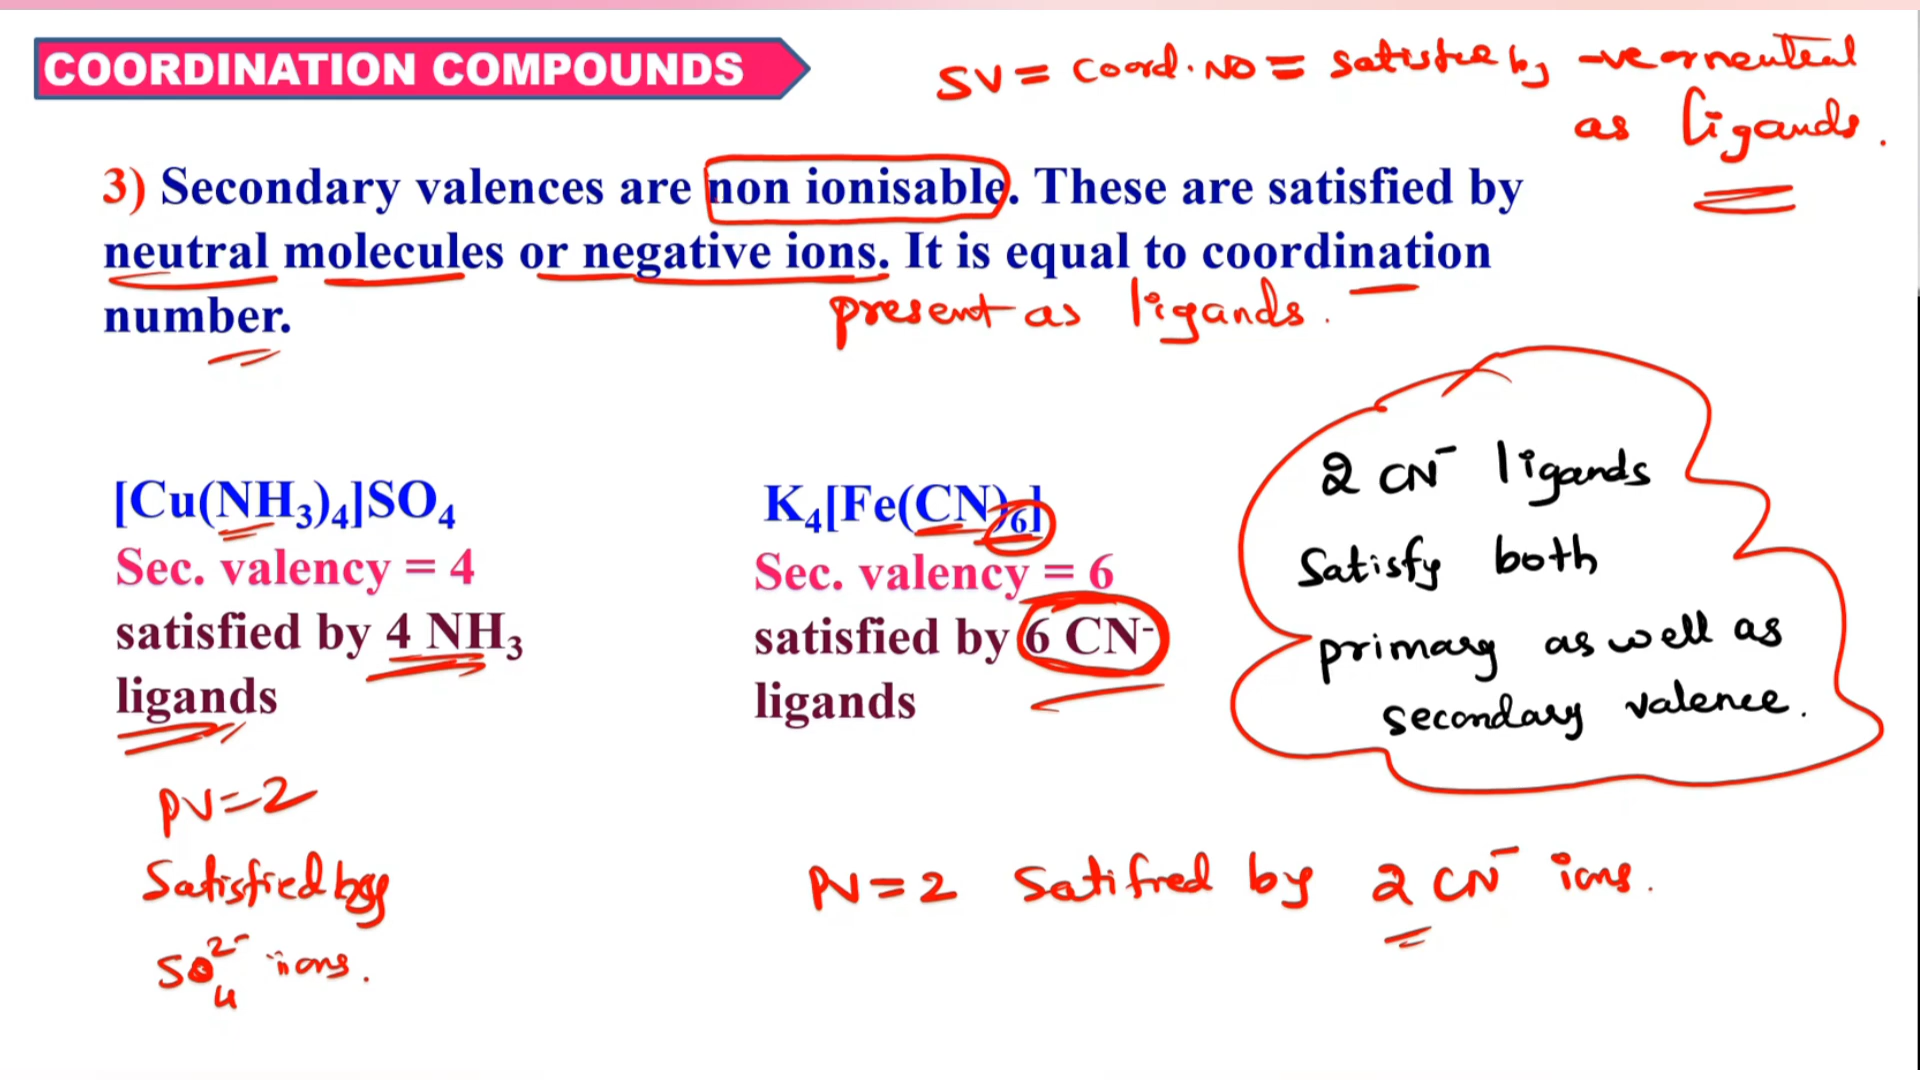 COORDINATION COMPOUNDS
SV = Coord. NO = satisfied by -ve or neutral
as ligands.
3) Secondary valences are non ionisable. These are satisfied by
neutral molecules or negative ions. It is equal to coordination
number.
present as ligands.
[Cu(NH₃)₄]SO₄
Sec. valency = 4
satisfied by 4 NH₃
ligands
PV=2
Satisfied by
SO₄²⁻ ions.
K₄[Fe(CN)₆]
Sec. valency = 6
satisfied by 6 CN⁻
ligands
PV=2 Satified by 2 CN⁻ ions.
2 CN⁻ ligands
Satisfy both
primary as well as
secondary valence.